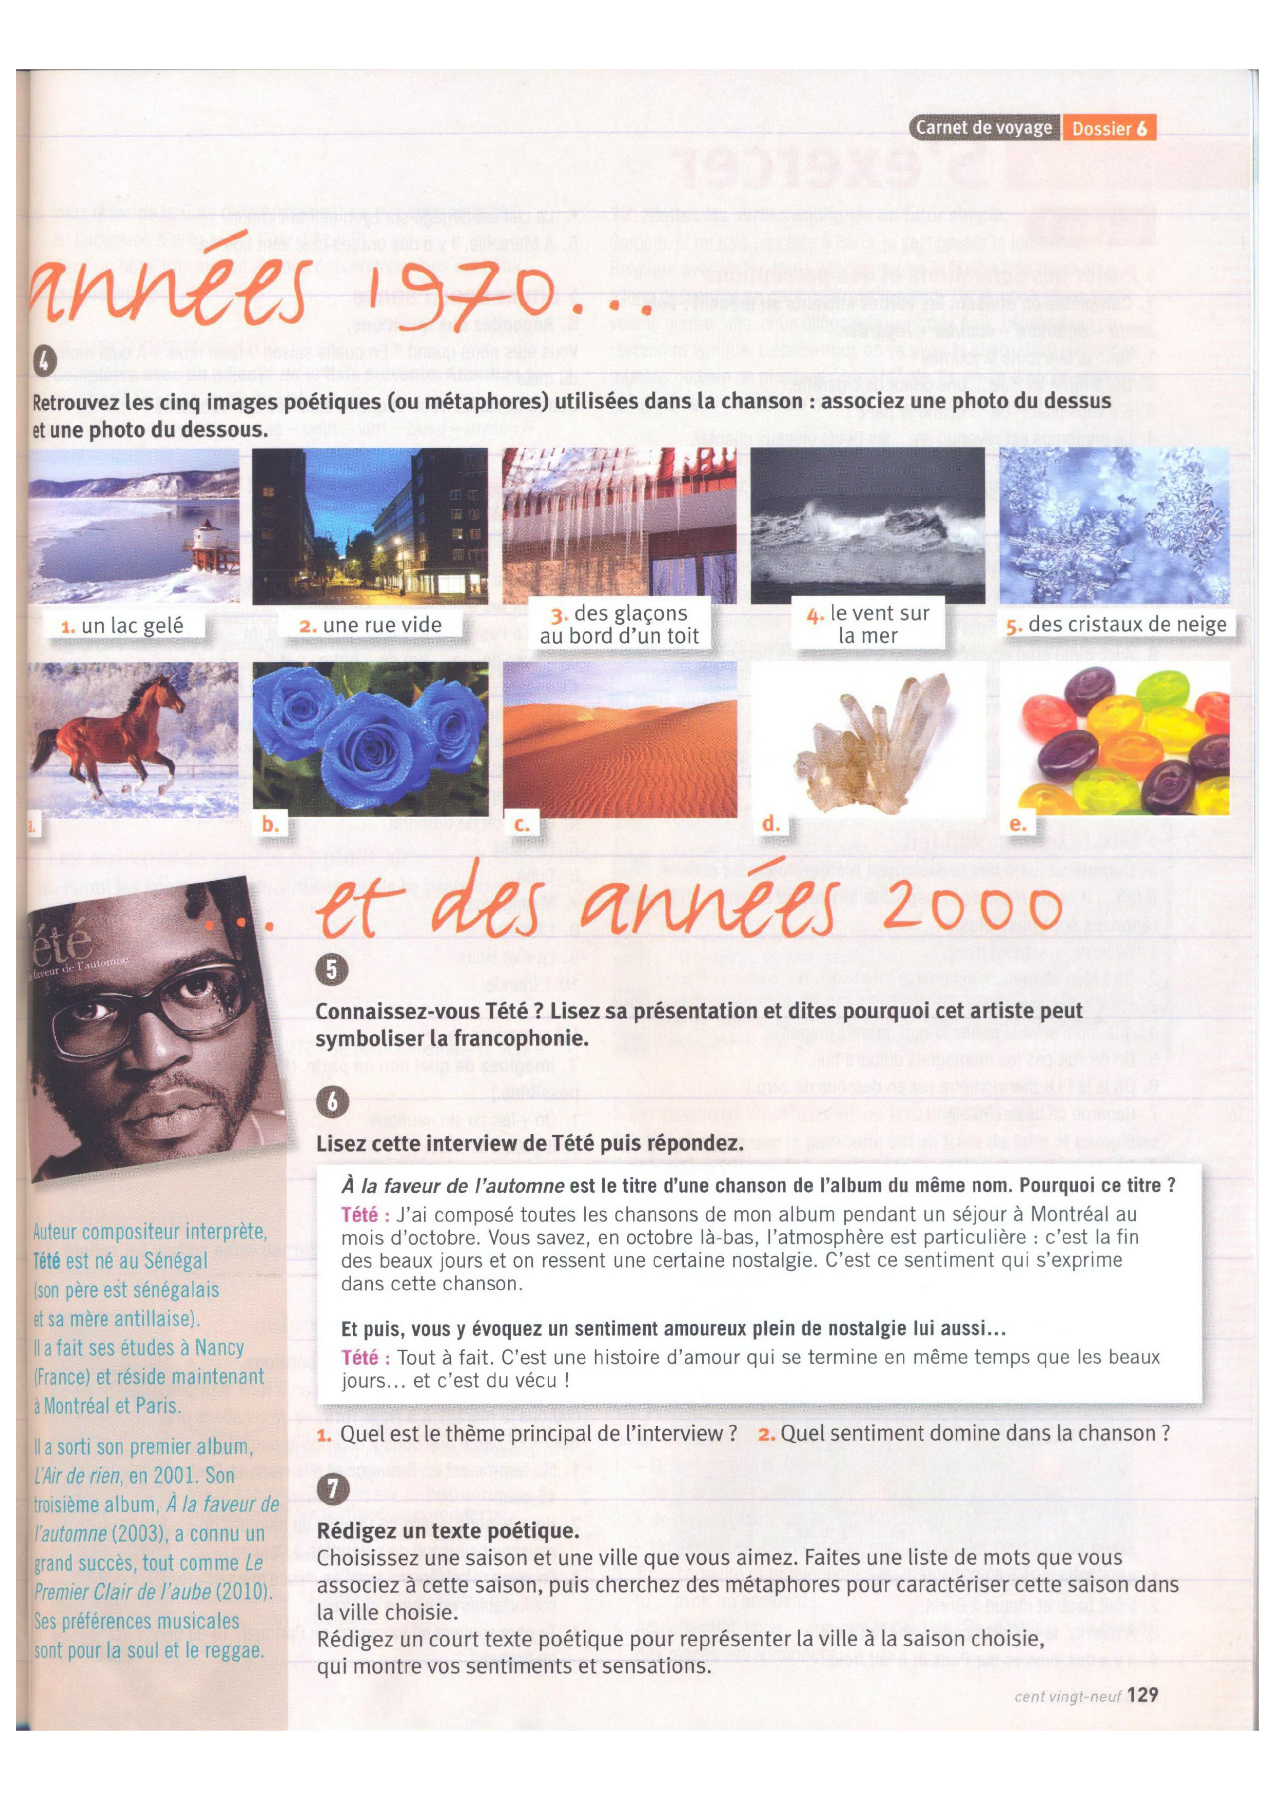 Carnet de voyage Dossier 6
années 1970...
4
Retrouvez les cinq images poétiques (ou métaphores) utilisées dans la chanson : associez une photo du dessus
et une photo du dessous.
1. un lac gelé
2. une rue vide
3. des glaçons
au bord d'un toit
4. le vent sur
la mer
5. des cristaux de neige
a.
b.
c.
d.
e.
... et des années 2000
été
faveur de l'automne
Auteur compositeur interprète,
Tété est né au Sénégal
(son père est sénégalais
et sa mère antillaise).
Il a fait ses études à Nancy
(France) et réside maintenant
à Montréal et Paris.
Il a sorti son premier album,
L'Air de rien, en 2001. Son
troisième album, À la faveur de
l'automne (2003), a connu un
grand succès, tout comme Le
Premier Clair de l'aube (2010).
Ses préférences musicales
sont pour la soul et le reggae.
5
Connaissez-vous Tété ? Lisez sa présentation et dites pourquoi cet artiste peut
symboliser la francophonie.
6
Lisez cette interview de Tété puis répondez.
À la faveur de l'automne est le titre d'une chanson de l'album du même nom. Pourquoi ce titre ?
Tété : J'ai composé toutes les chansons de mon album pendant un séjour à Montréal au
mois d'octobre. Vous savez, en octobre là-bas, l'atmosphère est particulière : c'est la fin
des beaux jours et on ressent une certaine nostalgie. C'est ce sentiment qui s'exprime
dans cette chanson.
Et puis, vous y évoquez un sentiment amoureux plein de nostalgie lui aussi...
Tété : Tout à fait. C'est une histoire d'amour qui se termine en même temps que les beaux
jours... et c'est du vécu !
1. Quel est le thème principal de l'interview ? 2. Quel sentiment domine dans la chanson ?
7
Rédigez un texte poétique.
Choisissez une saison et une ville que vous aimez. Faites une liste de mots que vous
associez à cette saison, puis cherchez des métaphores pour caractériser cette saison dans
la ville choisie.
Rédigez un court texte poétique pour représenter la ville à la saison choisie,
qui montre vos sentiments et sensations.
cent vingt-neuf 129